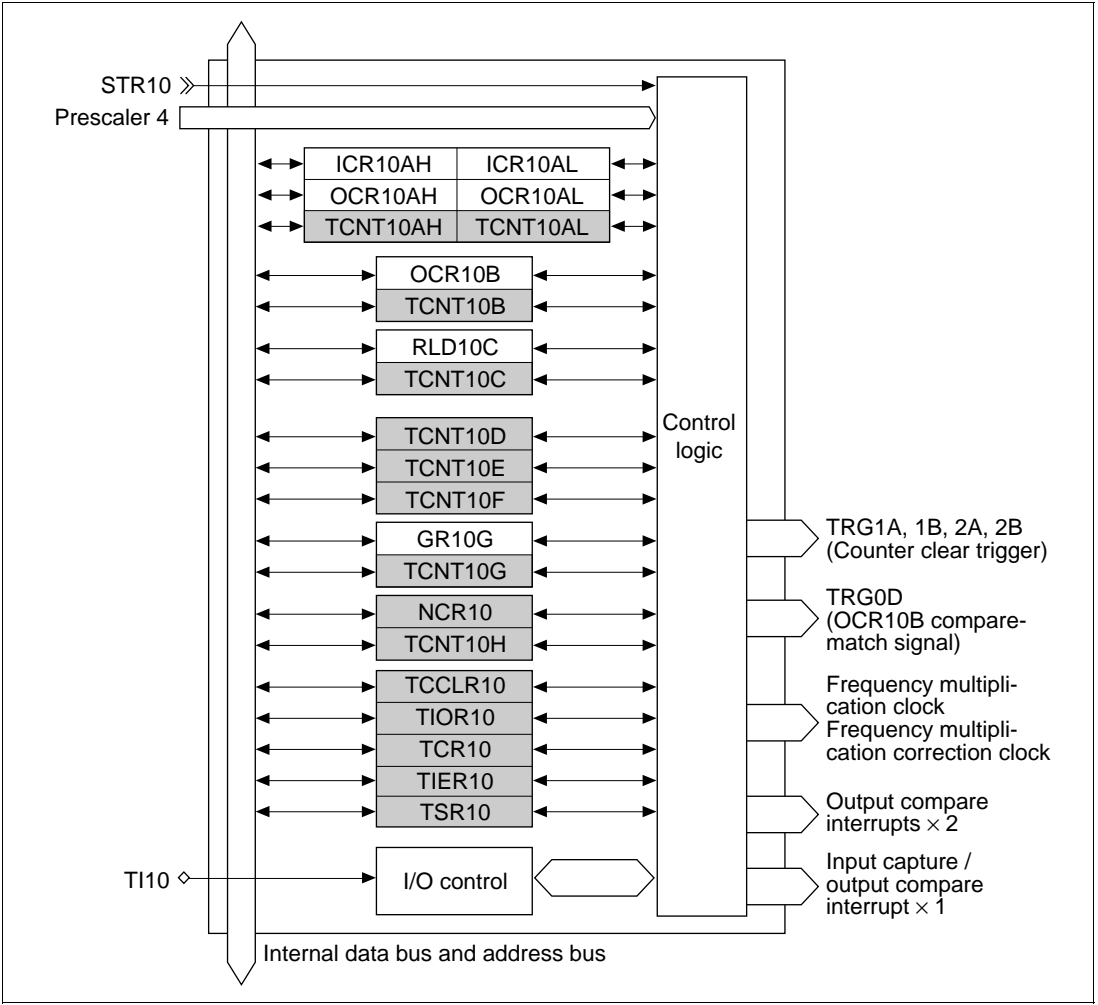 STR10
Prescaler 4
ICR10AH ICR10AL
OCR10AH OCR10AL
TCNT10AH TCNT10AL
OCR10B
TCNT10B
RLD10C
TCNT10C
TCNT10D
TCNT10E
TCNT10F
GR10G
TCNT10G
NCR10
TCNT10H
TCCLR10
TIOR10
TCR10
TIER10
TSR10
TI10
I/O control
Control
logic
TRG1A, 1B, 2A, 2B
(Counter clear trigger)
TRG0D
(OCR10B compare-
match signal)
Frequency multipli-
cation clock
Frequency multipli-
cation correction clock
Output compare
interrupts × 2
Input capture /
output compare
interrupt × 1
Internal data bus and address bus